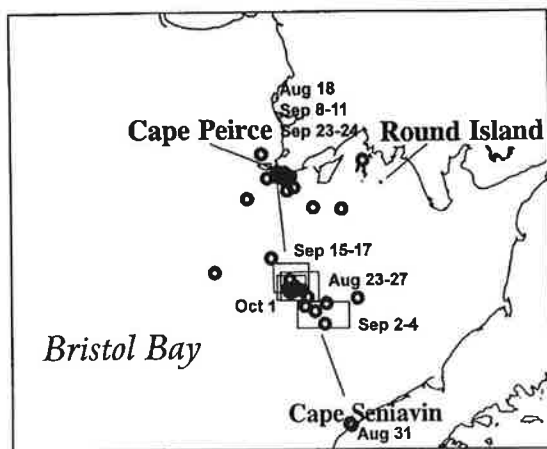 Aug 18
Sep 8-11
Cape Peirce Sep 23-24 Round Island
Sep 15-17
Aug 23-27
Oct 1
Sep 2-4
Bristol Bay
Cape Seniavin
Aug 31